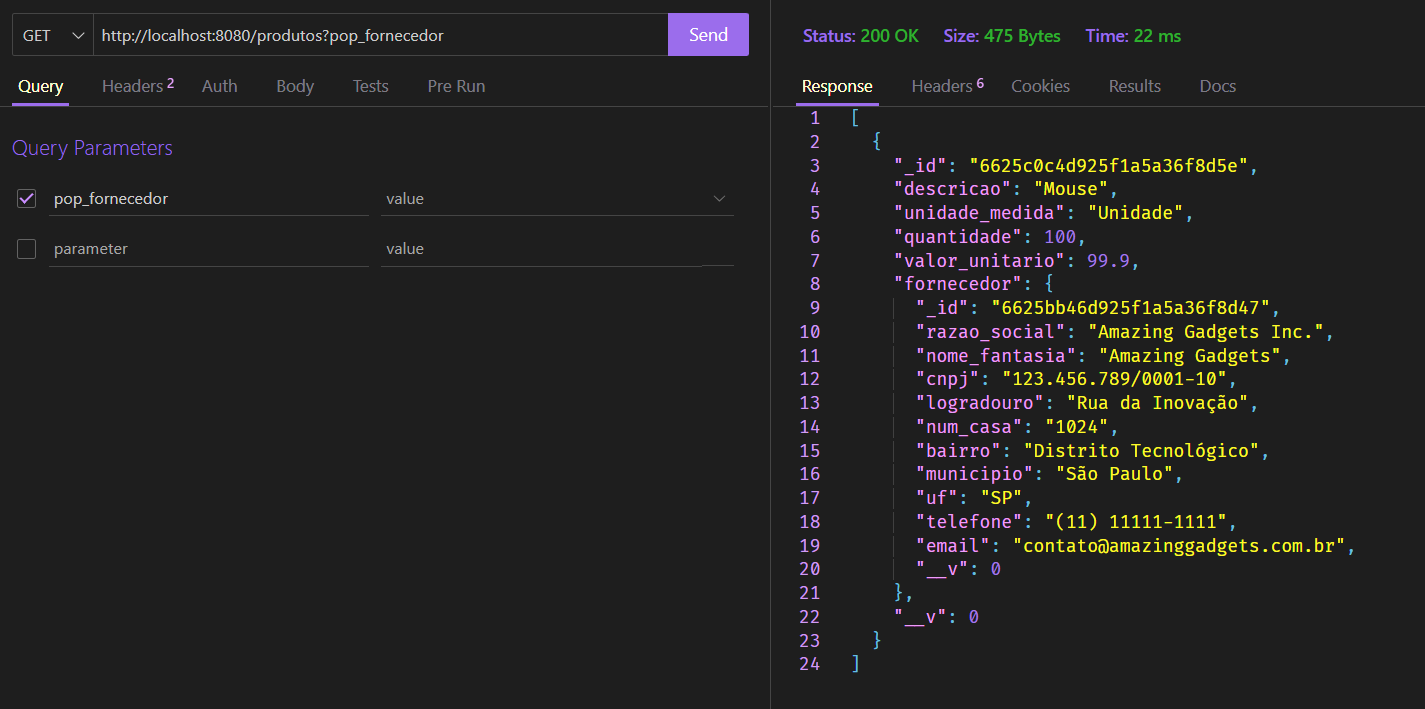 GET http://localhost:8080/produtos?pop_fornecedor Send
Query Headers 2 Auth Body Tests Pre Run
Query Parameters
pop_fornecedor value
parameter value
Status: 200 OK Size: 475 Bytes Time: 22 ms
Response Headers 6 Cookies Results Docs
1 [
2 {
3 "_id": "6625c0c4d925f1a5a36f8d5e",
4 "descricao": "Mouse",
5 "unidade_medida": "Unidade",
6 "quantidade": 100,
7 "valor_unitario": 99.9,
8 "fornecedor": {
9 "_id": "6625bb46d925f1a5a36f8d47",
10 "razao_social": "Amazing Gadgets Inc.",
11 "nome_fantasia": "Amazing Gadgets",
12 "cnpj": "123.456.789/0001-10",
13 "logradouro": "Rua da Inovação",
14 "num_casa": "1024",
15 "bairro": "Distrito Tecnológico",
16 "municipio": "São Paulo",
17 "uf": "SP",
18 "telefone": "(11) 11111-1111",
19 "email": "contato@amazinggadgets.com.br",
20 "__v": 0
21 },
22 "__v": 0
23 }
24 ]